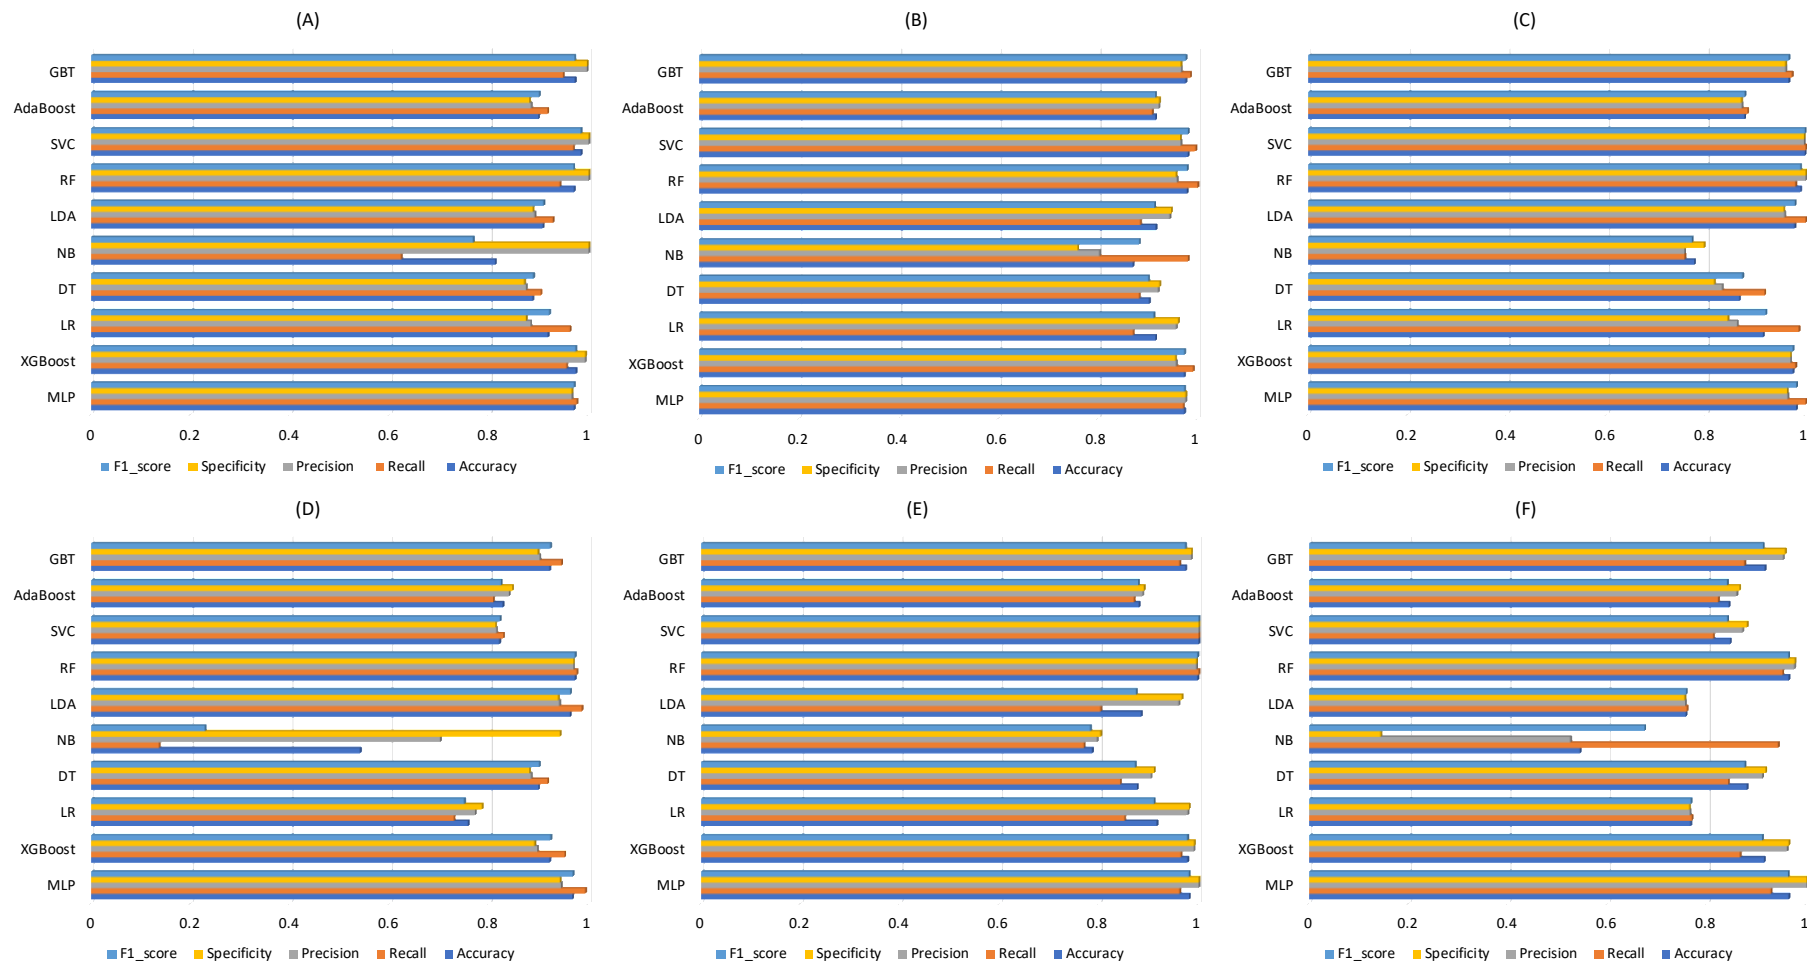 (A)
GBT
AdaBoost
SVC
RF
LDA
NB
DT
LR
XGBoost
MLP
0 0.2 0.4 0.6 0.8 1
F1_score Specificity Precision Recall Accuracy
(B)
GBT
AdaBoost
SVC
RF
LDA
NB
DT
LR
XGBoost
MLP
0 0.2 0.4 0.6 0.8 1
F1_score Specificity Precision Recall Accuracy
(C)
GBT
AdaBoost
SVC
RF
LDA
NB
DT
LR
XGBoost
MLP
0 0.2 0.4 0.6 0.8 1
F1_score Specificity Precision Recall Accuracy
(D)
GBT
AdaBoost
SVC
RF
LDA
NB
DT
LR
XGBoost
MLP
0 0.2 0.4 0.6 0.8 1
F1_score Specificity Precision Recall Accuracy
(E)
GBT
AdaBoost
SVC
RF
LDA
NB
DT
LR
XGBoost
MLP
0 0.2 0.4 0.6 0.8 1
F1_score Specificity Precision Recall Accuracy
(F)
GBT
AdaBoost
SVC
RF
LDA
NB
DT
LR
XGBoost
MLP
0 0.2 0.4 0.6 0.8 1
F1_score Specificity Precision Recall Accuracy